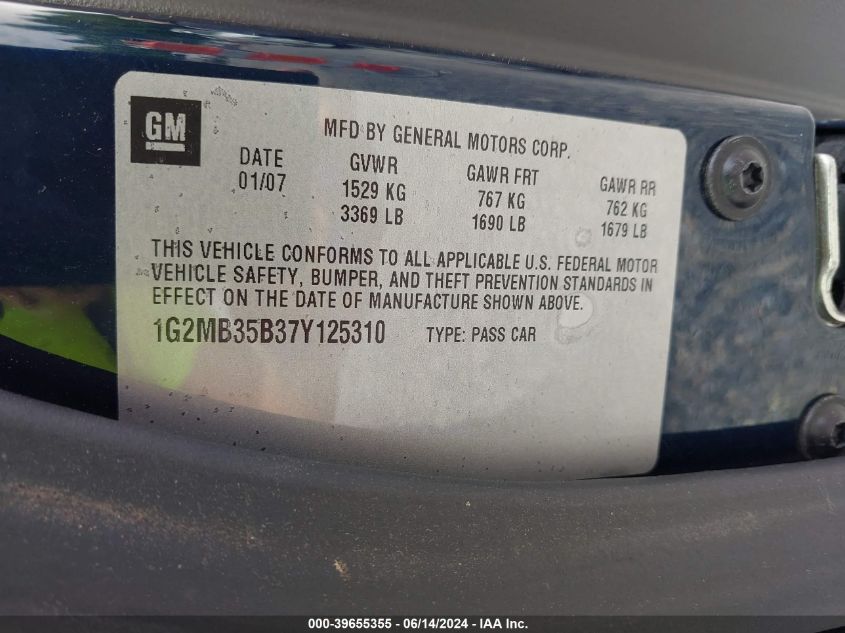 GM
MFD BY GENERAL MOTORS CORP.
DATE GVWR GAWR FRT GAWR RR
01/07 1529 KG 767 KG 762 KG
3369 LB 1690 LB 1679 LB
THIS VEHICLE CONFORMS TO ALL APPLICABLE U.S. FEDERAL MOTOR
VEHICLE SAFETY, BUMPER, AND THEFT PREVENTION STANDARDS IN
EFFECT ON THE DATE OF MANUFACTURE SHOWN ABOVE.
1G2MB35B37Y125310 TYPE: PASS CAR
000-39655355 - 06/14/2024 - IAA Inc.